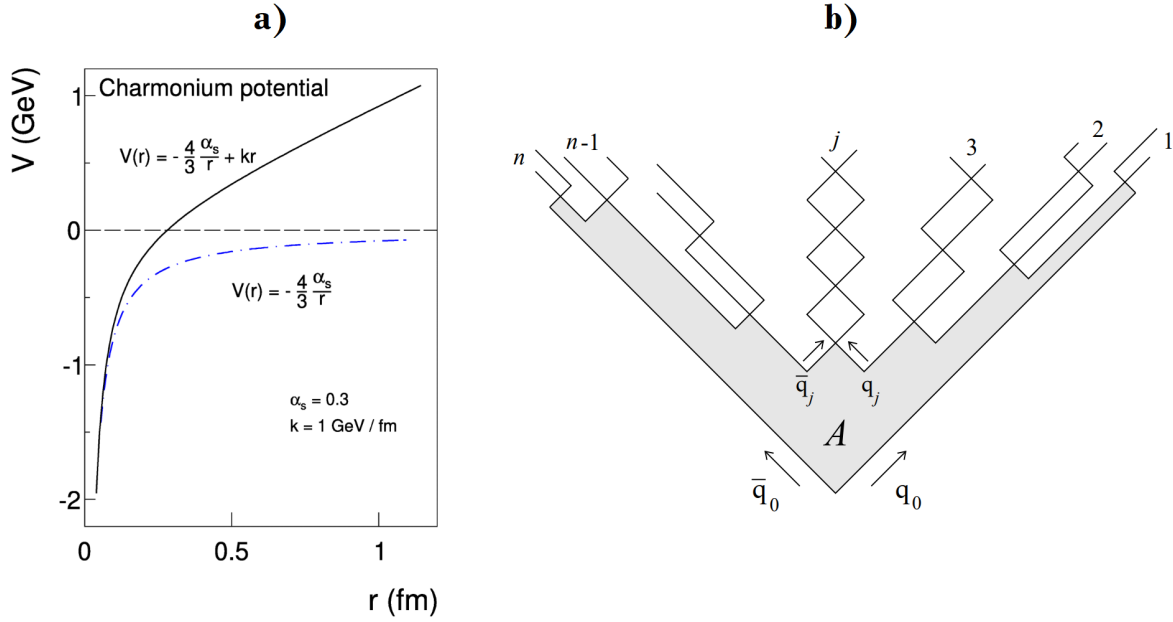 a)
b)
Charmonium potential
V(r) = - 4/3 αs/r + kr
V(r) = - 4/3 αs/r
αs = 0.3
k = 1 GeV / fm
V (GeV)
1
0
-1
-2
0
0.5
1
r (fm)
n
n-1
j
3
2
1
q̅j
qj
A
q̅0
q0